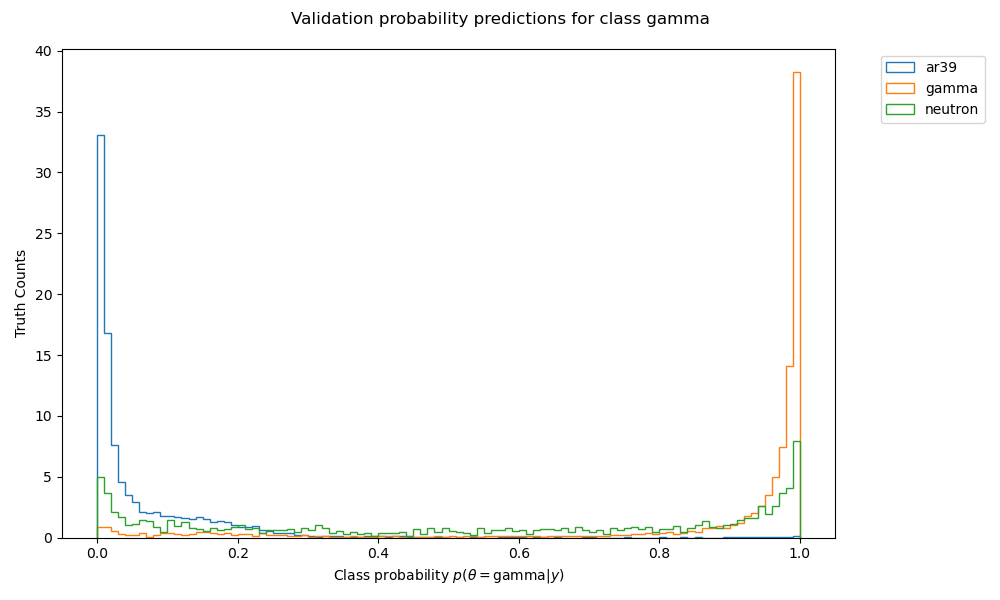 Validation probability predictions for class gamma
ar39
gamma
neutron
Truth Counts
40
35
30
25
20
15
10
5
0
0.0 0.2 0.4 0.6 0.8 1.0
Class probability p(θ = gamma|y)